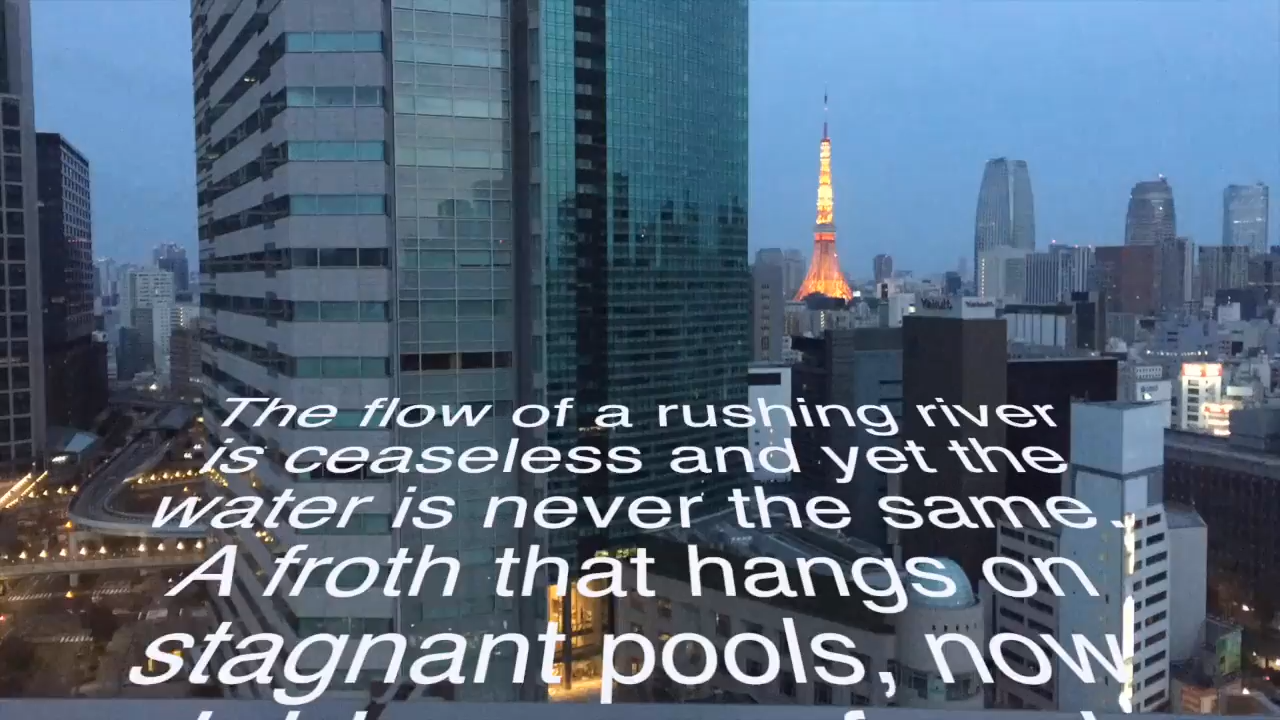 The flow of a rushing river
is ceaseless and yet the
water is never the same.
A froth that hangs on
stagnant pools, now
Yakult